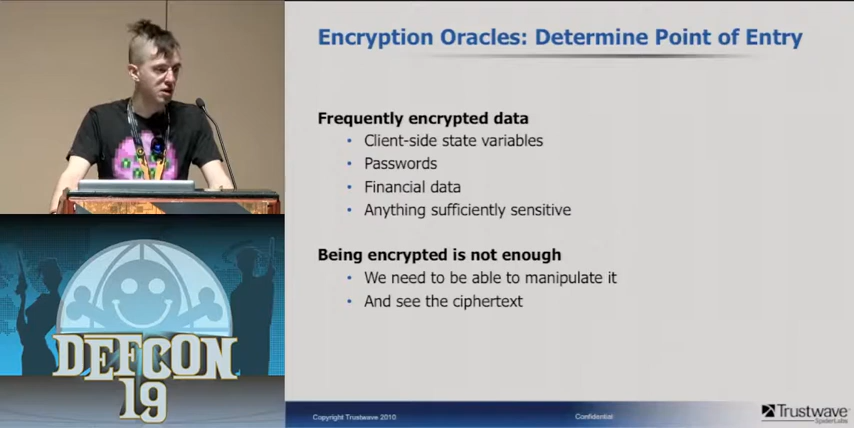 Encryption Oracles: Determine Point of Entry
Frequently encrypted data
• Client-side state variables
• Passwords
• Financial data
• Anything sufficiently sensitive
Being encrypted is not enough
• We need to be able to manipulate it
• And see the ciphertext
DEFCON
19
Copyright Trustwave 2010
Confidential
Trustwave®
SpiderLabs